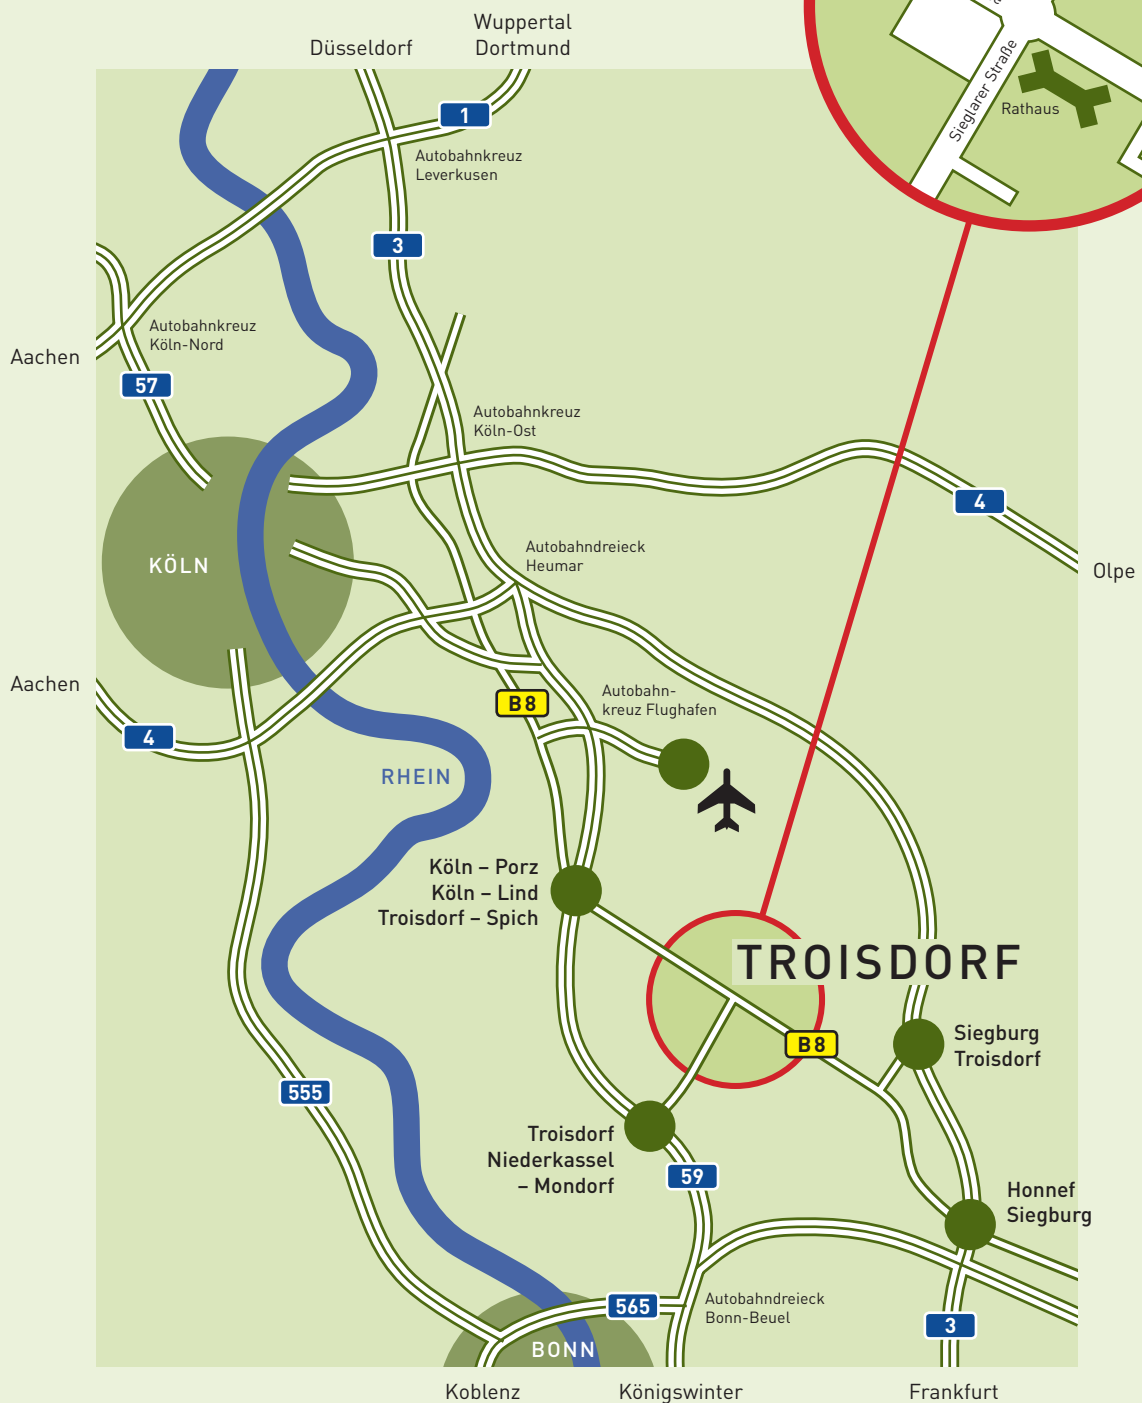 Wuppertal
Dortmund
Düsseldorf
Sieglarer Straße
Rathaus
1
Autobahnkreuz
Leverkusen
3
Autobahnkreuz
Köln-Nord
Aachen
57
Autobahnkreuz
Köln-Ost
4
Autobahndreieck
Heumar
KÖLN
Olpe
Aachen
B8
Autobahn-
kreuz Flughafen
4
RHEIN
Köln – Porz
Köln – Lind
Troisdorf – Spich
TROISDORF
B8
Siegburg
Troisdorf
555
Troisdorf
Niederkassel
– Mondorf
59
Honnef
Siegburg
565
Autobahndreieck
Bonn-Beuel
3
BONN
Koblenz
Königswinter
Frankfurt